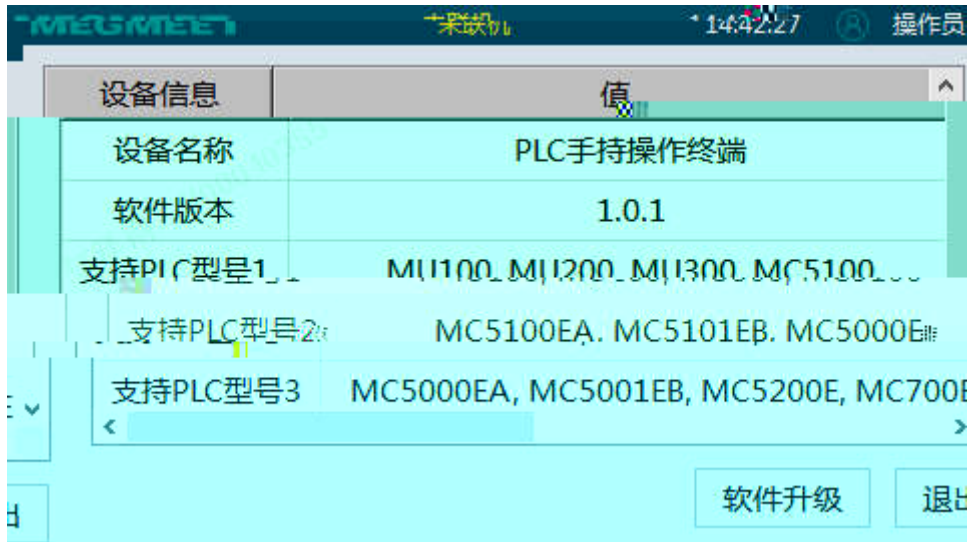 MEGMEET 未联机 14:42:27 操作员
设备信息 值
设备名称 PLC手持操作终端
软件版本 1.0.1
支持PLC型号1 MU100, MU200, MU300, MC5100,
支持PLC型号2 MC5100EA, MC5101EB, MC5000E
支持PLC型号3 MC5000EA, MC5001EB, MC5200E, MC700E
软件升级 退出